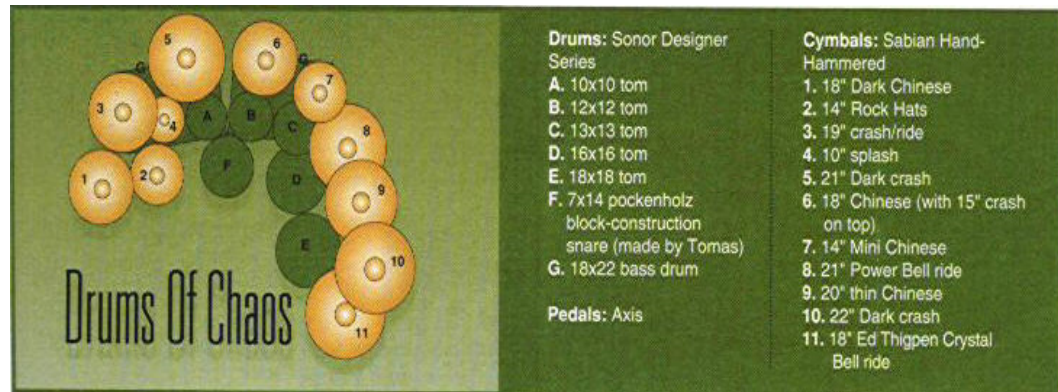 5
6
G
G
7
3
4
A
B
C
8
F
1
2
D
9
E
10
11
Drums Of Chaos
Drums: Sonor Designer
Series
A. 10x10 tom
B. 12x12 tom
C. 13x13 tom
D. 16x16 tom
E. 18x18 tom
F. 7x14 pockenholz
block-construction
snare (made by Tomas)
G. 18x22 bass drum
Pedals: Axis
Cymbals: Sabian Hand-
Hammered
1. 18" Dark Chinese
2. 14" Rock Hats
3. 19" crash/ride
4. 10" splash
5. 21" Dark crash
6. 18" Chinese (with 15" crash
on top)
7. 14" Mini Chinese
8. 21" Power Bell ride
9. 20" thin Chinese
10. 22" Dark crash
11. 18" Ed Thigpen Crystal
Bell ride